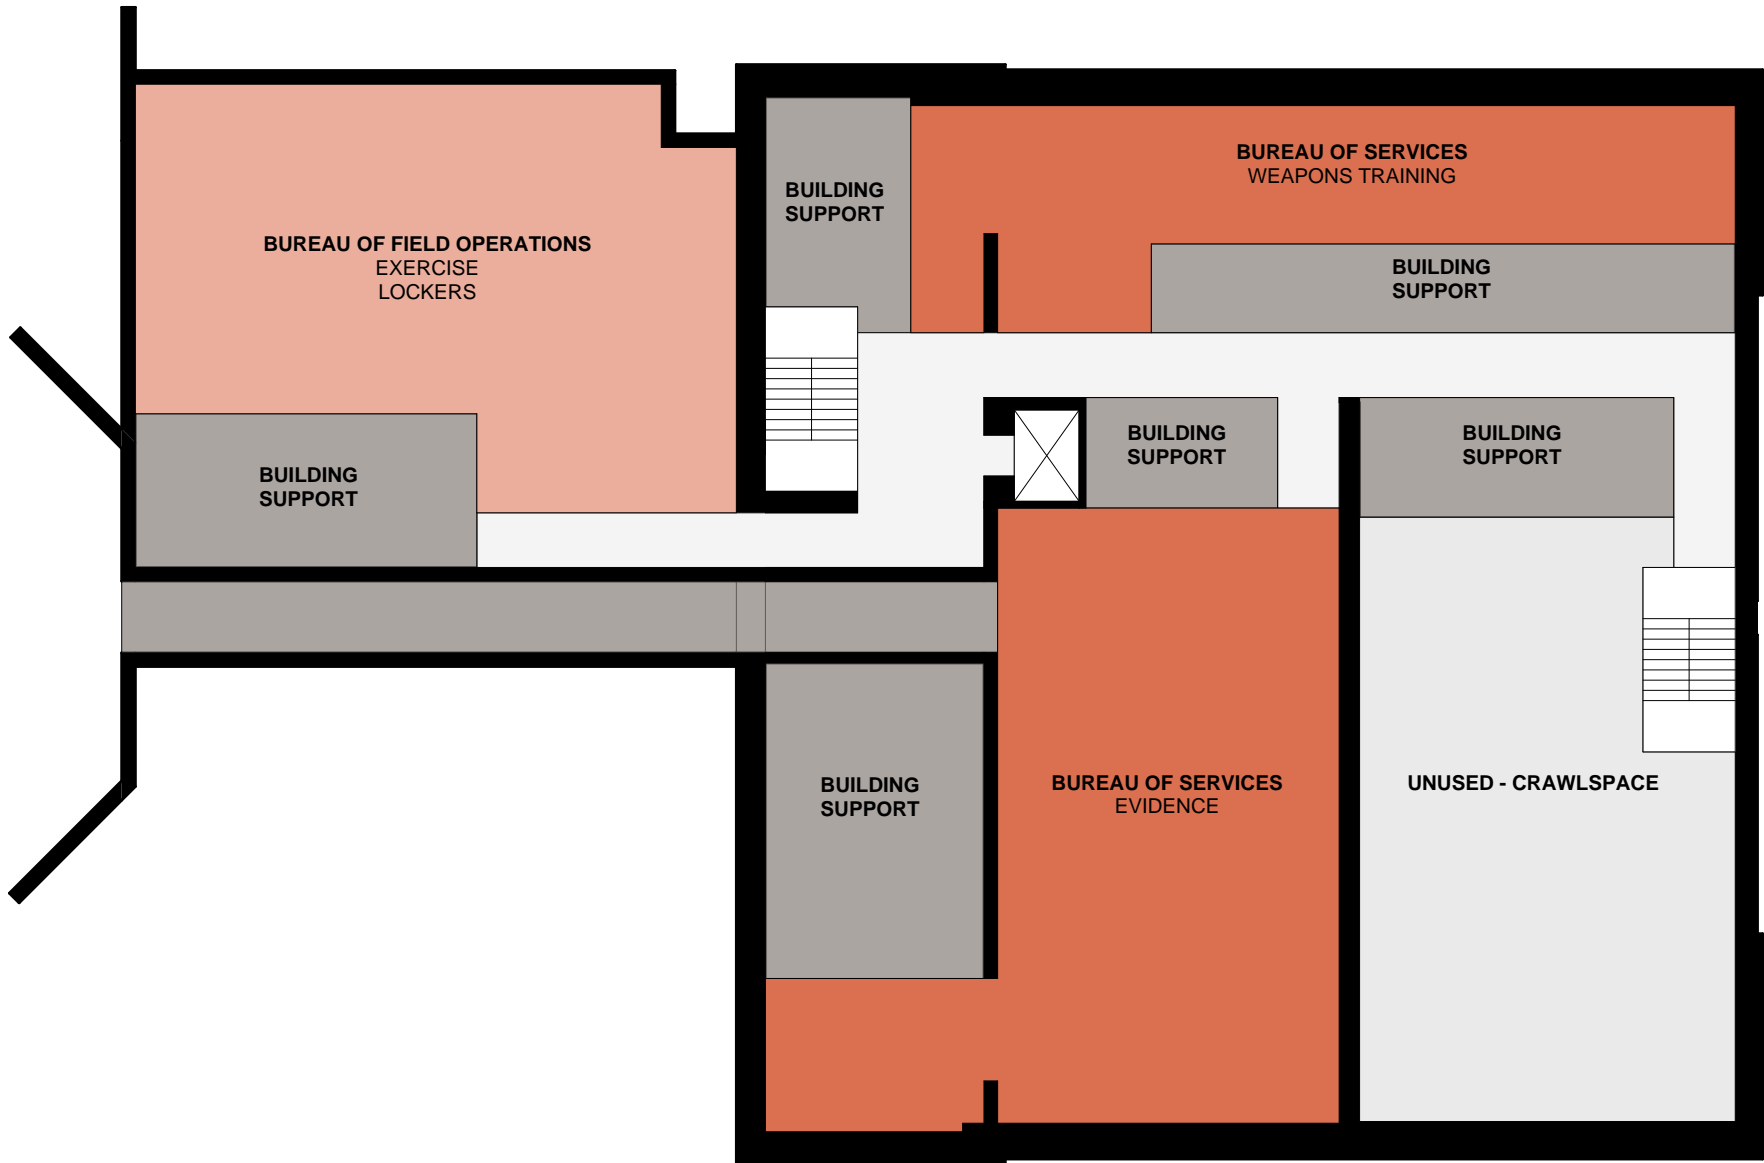 BUREAU OF SERVICES
WEAPONS TRAINING
BUILDING
SUPPORT
BUREAU OF FIELD OPERATIONS
EXERCISE
LOCKERS
BUILDING
SUPPORT
BUILDING
SUPPORT
BUILDING
SUPPORT
BUILDING
SUPPORT
BUILDING
SUPPORT
BUREAU OF SERVICES
EVIDENCE
UNUSED - CRAWLSPACE